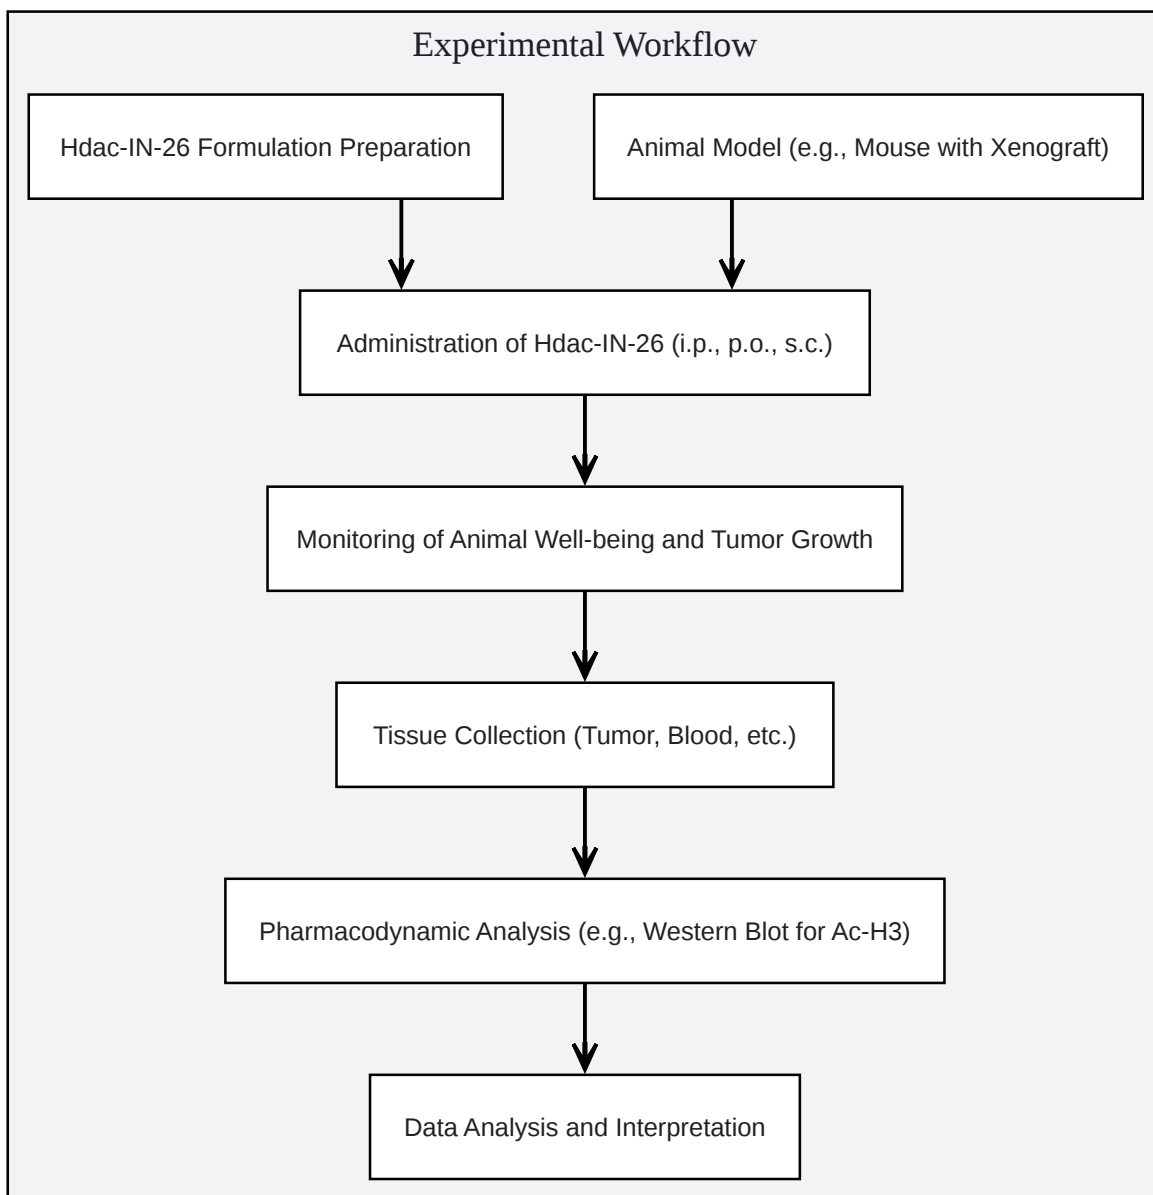 Experimental Workflow
Hdac-IN-26 Formulation Preparation
Animal Model (e.g., Mouse with Xenograft)
Administration of Hdac-IN-26 (i.p., p.o., s.c.)
Monitoring of Animal Well-being and Tumor Growth
Tissue Collection (Tumor, Blood, etc.)
Pharmacodynamic Analysis (e.g., Western Blot for Ac-H3)
Data Analysis and Interpretation